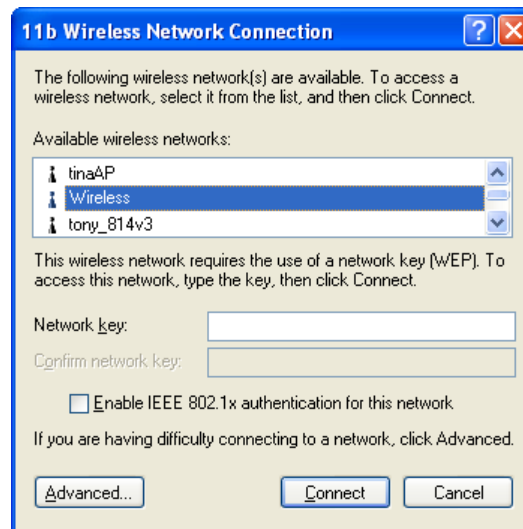 11b Wireless Network Connection
The following wireless network(s) are available. To access a
wireless network, select it from the list, and then click Connect.
Available wireless networks:
tinaAP
Wireless
tony_814v3
This wireless network requires the use of a network key (WEP). To
access this network, type the key, then click Connect.
Network key:
Confirm network key:
Enable IEEE 802.1x authentication for this network
If you are having difficulty connecting to a network, click Advanced.
Advanced... Connect Cancel